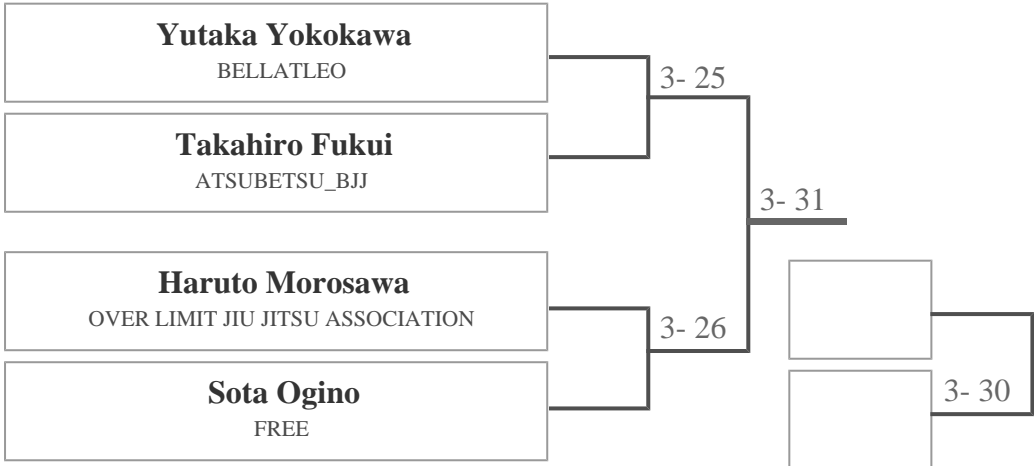 Yutaka Yokokawa
BELLATLEO
3- 25
Takahiro Fukui
ATSUBETSU_BJJ
3- 31
Haruto Morosawa
OVER LIMIT JIU JITSU ASSOCIATION
3- 26
Sota Ogino
FREE
3- 30